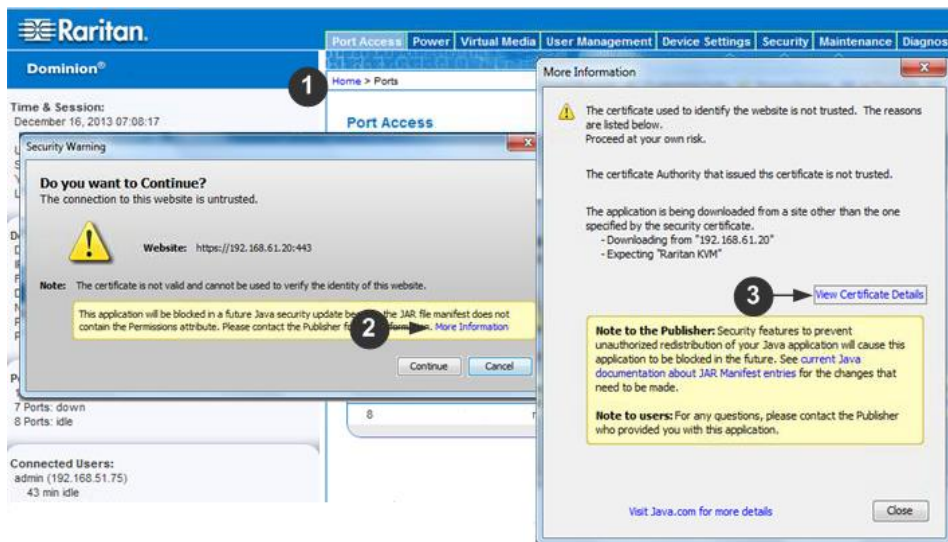 Raritan.
Port Access Power Virtual Media User Management Device Settings Security Maintenance Diagnos
Dominion®
1
Home > Ports
Time & Session:
December 16, 2013 07:08:17
Port Access
Security Warning
Do you want to Continue?
The connection to this website is untrusted.
Website: https://192.168.61.20:443
Note: The certificate is not valid and cannot be used to verify the identity of this website.
This application will be blocked in a future Java security update because the JAR file manifest does not
contain the Permissions attribute. Please contact the Publisher for information. More Information
2
Continue Cancel
7 Ports: down
8 Ports: idle
8
Connected Users:
admin (192.168.51.75)
43 min idle
More Information
The certificate used to identify the website is not trusted. The reasons
are listed below.
Proceed at your own risk.
The certificate Authority that issued ths certificate is not trusted.
The application is being downloaded from a site other than the one
specified by the security certificate.
- Downloading from "192.168.61.20"
- Expecting "Raritan KVM"
3
View Certificate Details
Note to the Publisher: Security features to prevent
unauthorized redistribution of your Java application will cause this
application to be blocked in the future. See current Java
documentation about JAR Manifest entries for the changes that
need to be made.
Note to users: For any questions, please contact the Publisher
who provided you with this application.
Visit Java.com for more details
Close